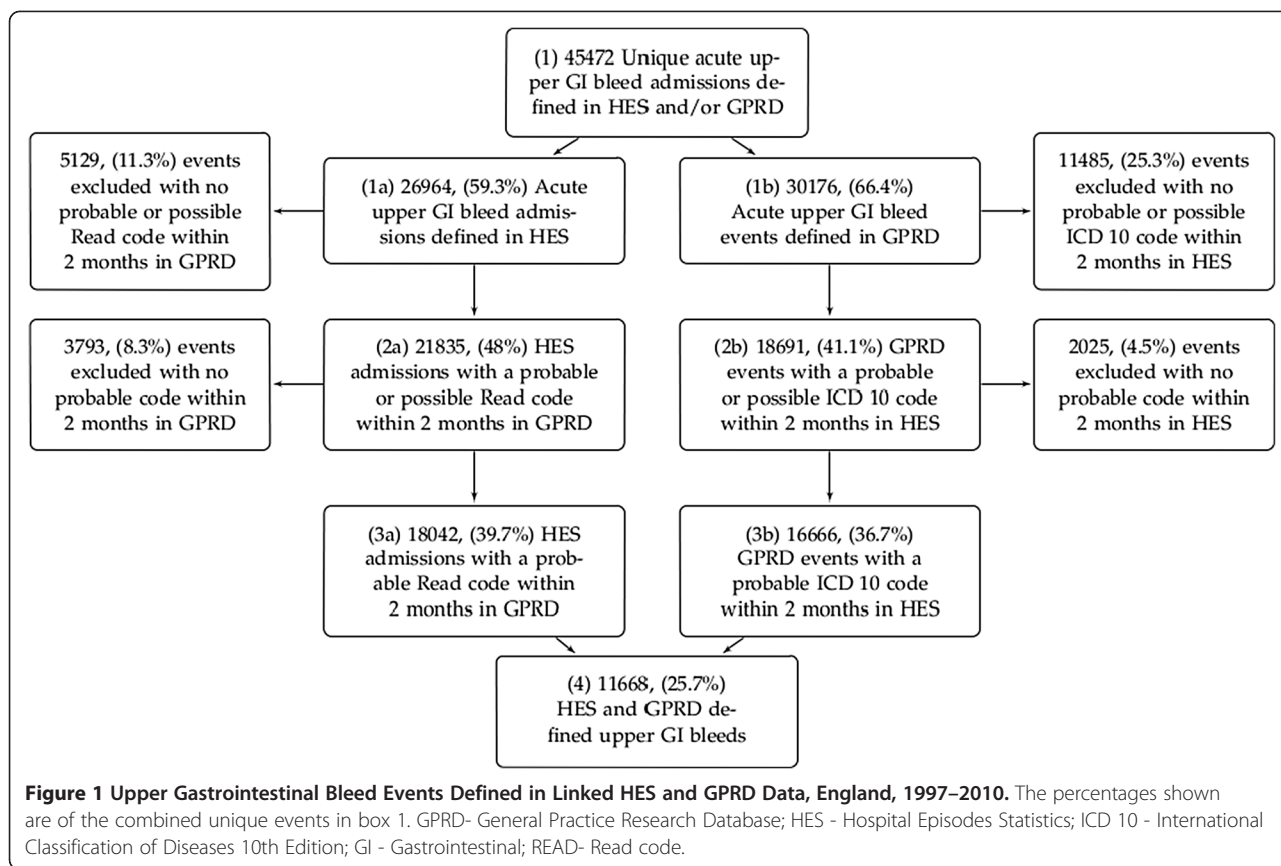 (1) 45472 Unique acute up-
per GI bleed admissions de-
fined in HES and/or GPRD
5129, (11.3%) events
excluded with no
probable or possible
Read code within
2 months in GPRD
(1a) 26964, (59.3%) Acute
upper GI bleed admis-
sions defined in HES
(1b) 30176, (66.4%)
Acute upper GI bleed
events defined in GPRD
11485, (25.3%) events
excluded with no
probable or possible
ICD 10 code within
2 months in HES
3793, (8.3%) events
excluded with no
probable code within
2 months in GPRD
(2a) 21835, (48%) HES
admissions with a probable
or possible Read code
within 2 months in GPRD
(2b) 18691, (41.1%) GPRD
events with a probable
or possible ICD 10 code
within 2 months in HES
2025, (4.5%) events
excluded with no
probable code within
2 months in HES
(3a) 18042, (39.7%) HES
admissions with a prob-
able Read code within
2 months in GPRD
(3b) 16666, (36.7%)
GPRD events with a
probable ICD 10 code
within 2 months in HES
(4) 11668, (25.7%)
HES and GPRD de-
fined upper GI bleeds
Figure 1 Upper Gastrointestinal Bleed Events Defined in Linked HES and GPRD Data, England, 1997–2010. The percentages shown
are of the combined unique events in box 1. GPRD- General Practice Research Database; HES - Hospital Episodes Statistics; ICD 10 - International
Classification of Diseases 10th Edition; GI - Gastrointestinal; READ- Read code.